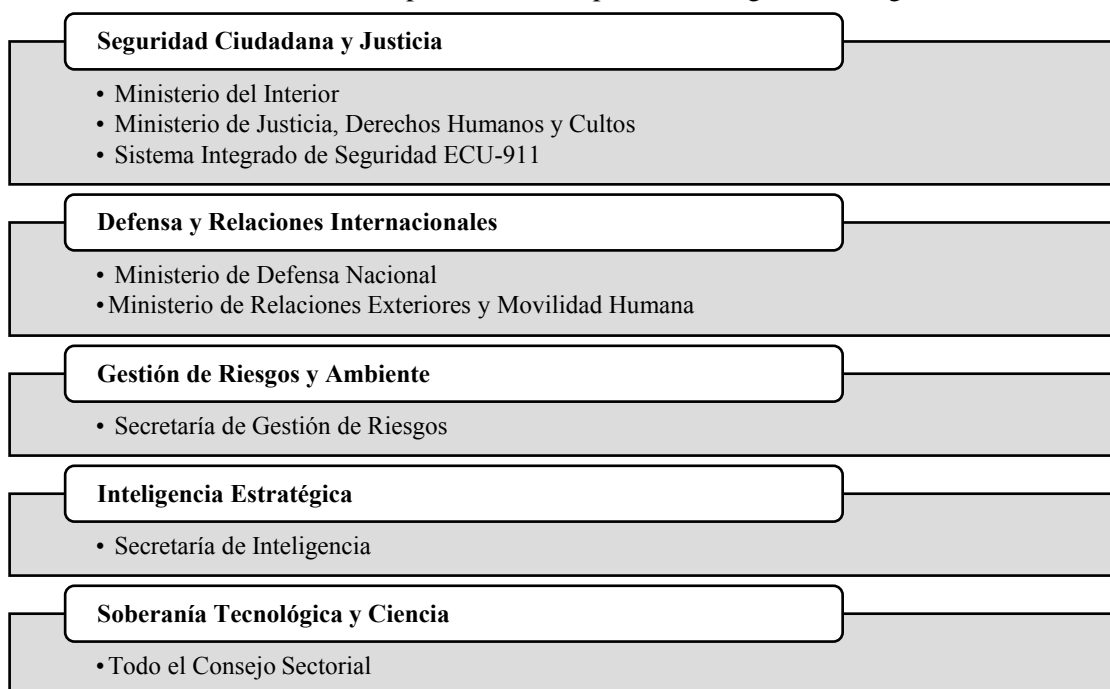 Seguridad Ciudadana y Justicia
• Ministerio del Interior
• Ministerio de Justicia, Derechos Humanos y Cultos
• Sistema Integrado de Seguridad ECU-911
Defensa y Relaciones Internacionales
• Ministerio de Defensa Nacional
• Ministerio de Relaciones Exteriores y Movilidad Humana
Gestión de Riesgos y Ambiente
• Secretaría de Gestión de Riesgos
Inteligencia Estratégica
• Secretaría de Inteligencia
Soberanía Tecnológica y Ciencia
• Todo el Consejo Sectorial